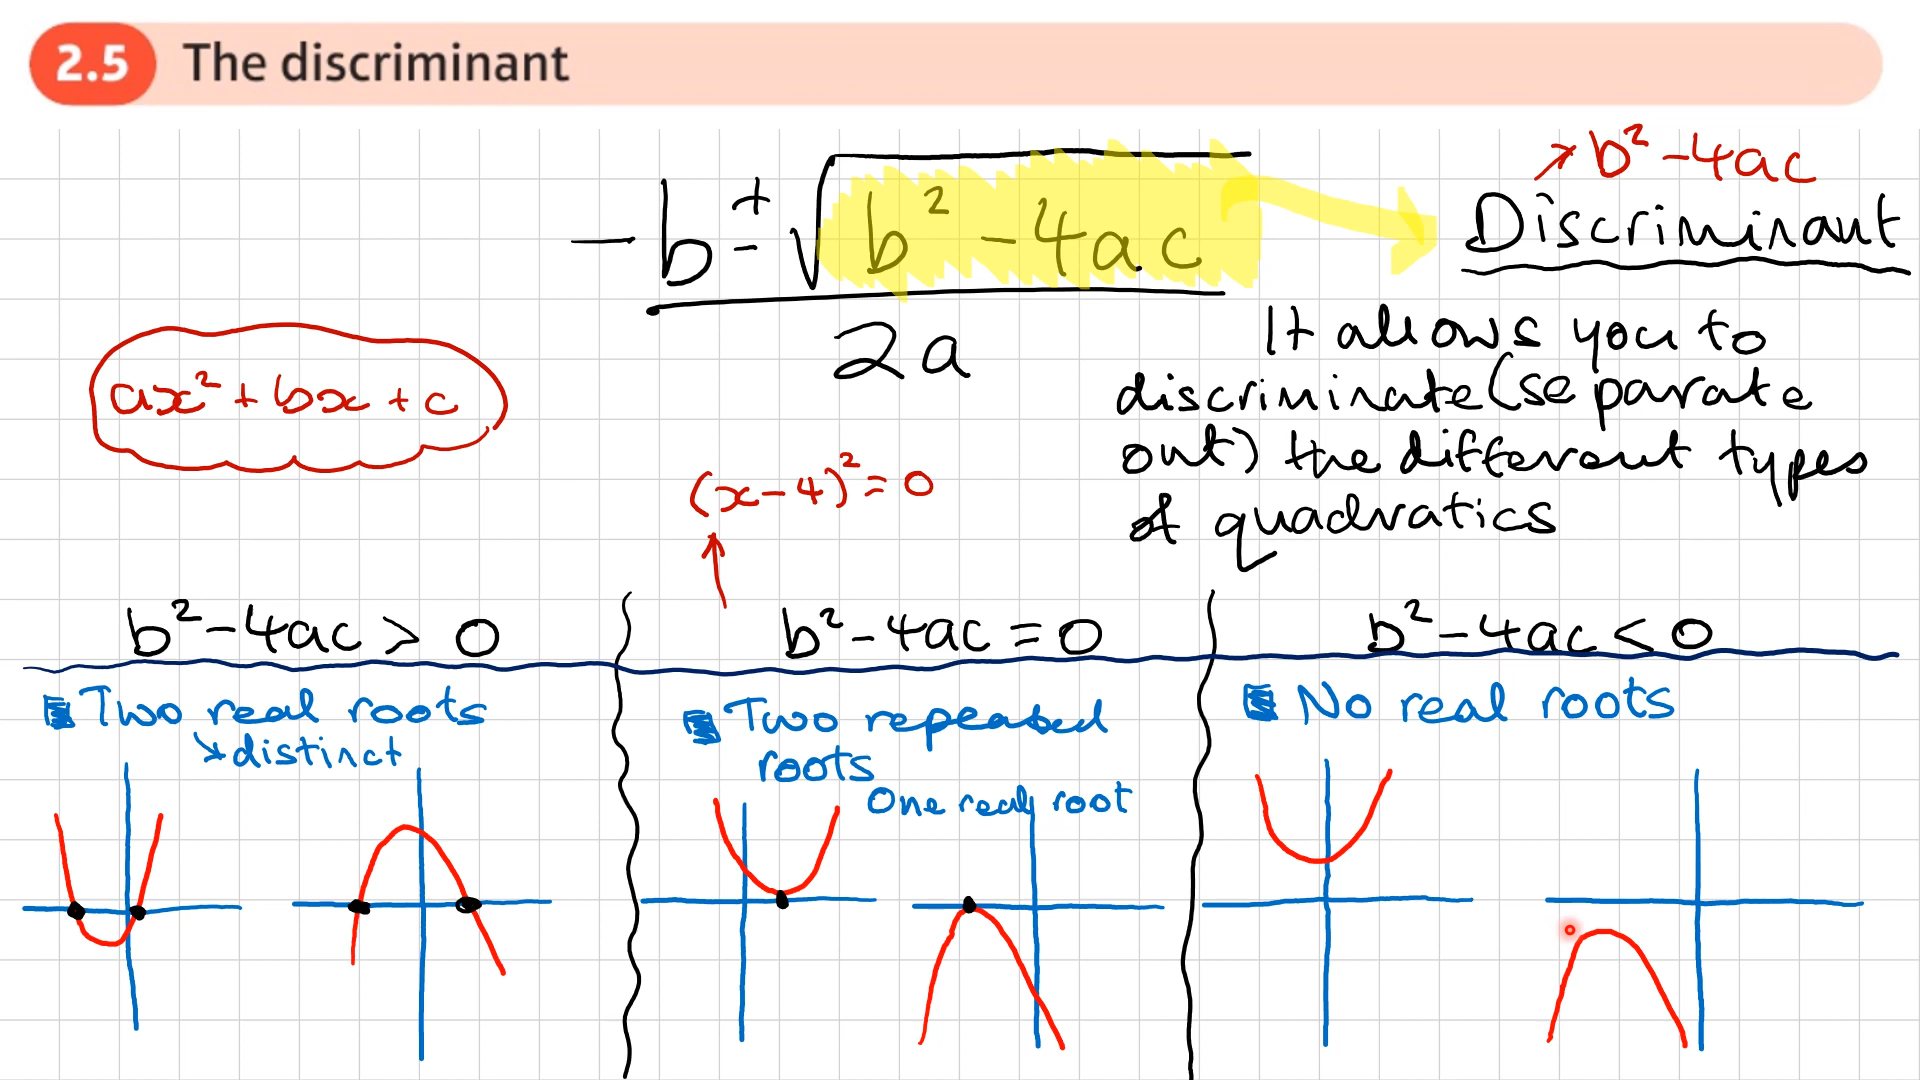 2.5 The discriminant
-b ± √b² - 4ac
2a
↗ b² - 4ac
Discriminant
It allows you to
discriminate (separate
out) the different types
of quadratics
ax² + bx + c
(x - 4)² = 0
b² - 4ac > 0
Two real roots
↘ distinct
b² - 4ac = 0
Two repeated
roots
One real root
b² - 4ac < 0
No real roots